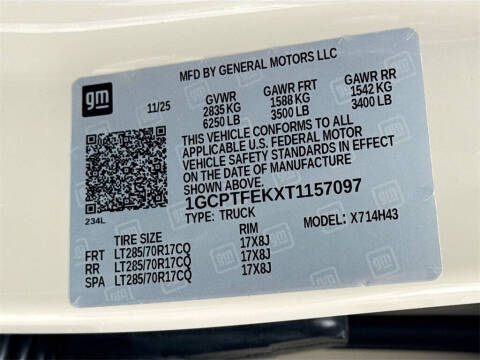 MFD BY GENERAL MOTORS LLC
gm
11/25 GVWR GAWR FRT GAWR RR
2835 KG 1588 KG 1542 KG
6250 LB 3500 LB 3400 LB
THIS VEHICLE CONFORMS TO ALL
APPLICABLE U.S. FEDERAL MOTOR
VEHICLE SAFETY STANDARDS IN EFFECT
ON THE DATE OF MANUFACTURE
SHOWN ABOVE.
1GCPTFEKXT1157097
234L
TYPE: TRUCK MODEL: X714H43
TIRE SIZE RIM
FRT LT285/70R17CQ 17X8J
RR LT285/70R17CQ 17X8J
SPA LT285/70R17CQ 17X8J